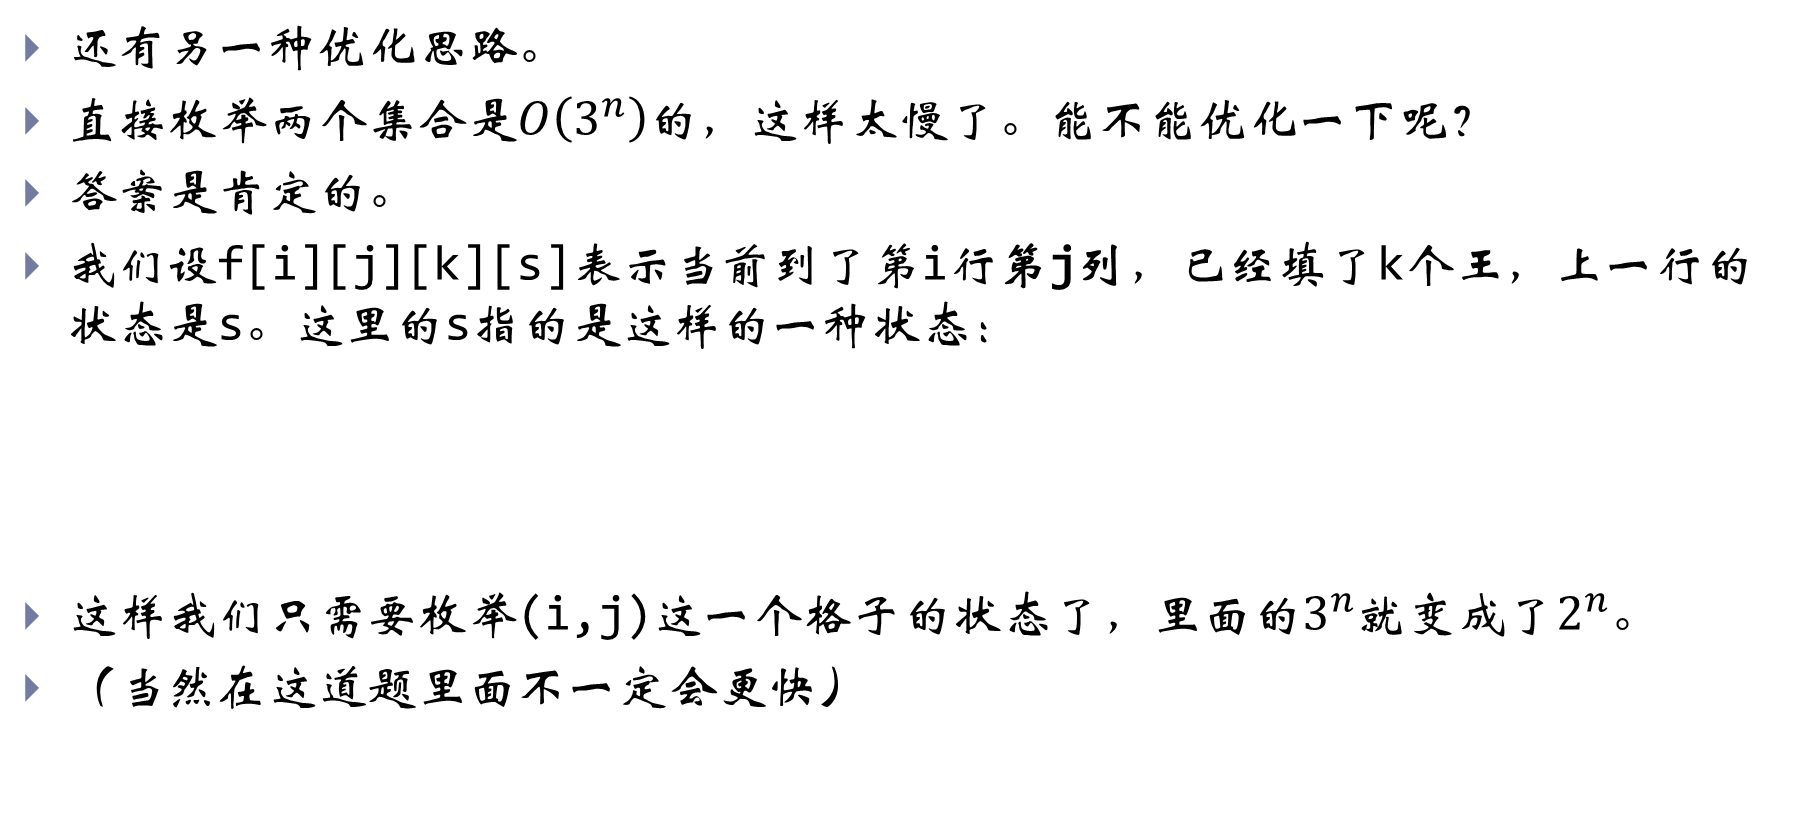 还有另一种优化思路。
直接枚举两个集合是O(3ⁿ)的，这样太慢了。能不能优化一下呢？
答案是肯定的。
我们设f[i][j][k][s]表示当前到了第i行第j列，已经填了k个王，上一行的
状态是s。这里的s指的是这样的一种状态：
这样我们只需要枚举(i,j)这一个格子的状态了，里面的3ⁿ就变成了2ⁿ。
（当然在这道题里面不一定会更快）